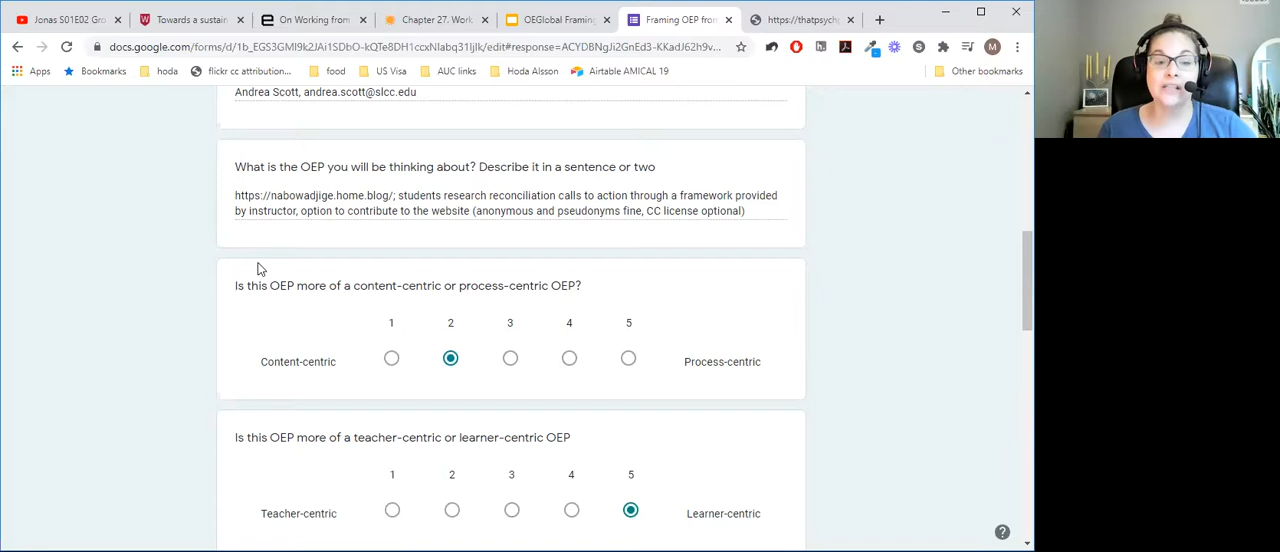 Jonas S01E02 Gro
Towards a sustain
On Working from
Chapter 27. Work
OEGlobal Framing
Framing OEP from
https://thatpsych
docs.google.com/forms/d/1b_EGS3GMI9k2JAi1SDbO-kQTe8DH1ccxNIabq31IjIk/edit#response=ACYDBNgJi2GnEd3-KKadJ62h9v...
M
Apps
Bookmarks
hoda
flickr cc attribution...
food
US Visa
AUC links
Hoda Alsson
Airtable AMICAL 19
Other bookmarks
Andrea Scott, andrea.scott@slcc.edu
What is the OEP you will be thinking about? Describe it in a sentence or two
https://nabowadjige.home.blog/; students research reconciliation calls to action through a framework provided
by instructor, option to contribute to the website (anonymous and pseudonyms fine, CC license optional)
Is this OEP more of a content-centric or process-centric OEP?
1 2 3 4 5
Content-centric Process-centric
Is this OEP more of a teacher-centric or learner-centric OEP
1 2 3 4 5
Teacher-centric Learner-centric